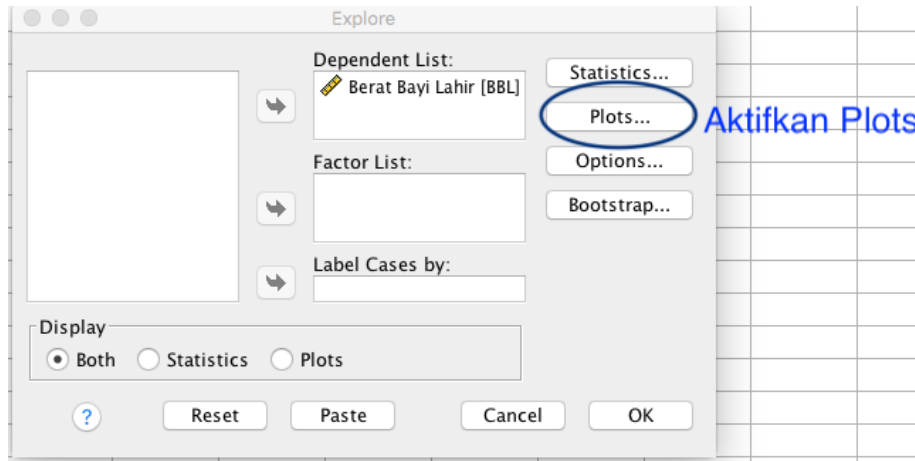 Explore
Dependent List:
Berat Bayi Lahir [BBL]
Statistics...
Plots...
Aktifkan Plots
Factor List:
Options...
Bootstrap...
Label Cases by:
Display
Both Statistics Plots
? Reset Paste Cancel OK